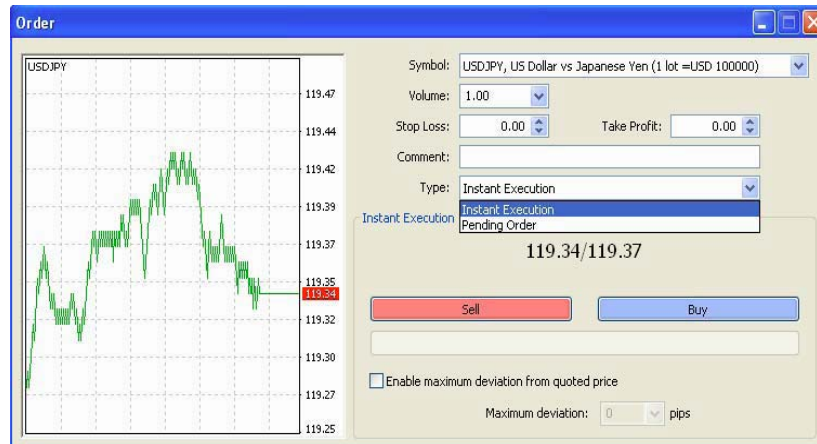 Order
USDJPY
119.47
119.44
119.42
119.39
119.37
119.35
119.34
119.32
119.30
119.27
119.25
Symbol: USDJPY, US Dollar vs Japanese Yen (1 lot =USD 100000)
Volume: 1.00
Stop Loss: 0.00 Take Profit: 0.00
Comment:
Type: Instant Execution
Instant Execution
Pending Order
Instant Execution
119.34/119.37
Sell Buy
Enable maximum deviation from quoted price
Maximum deviation: 0 pips